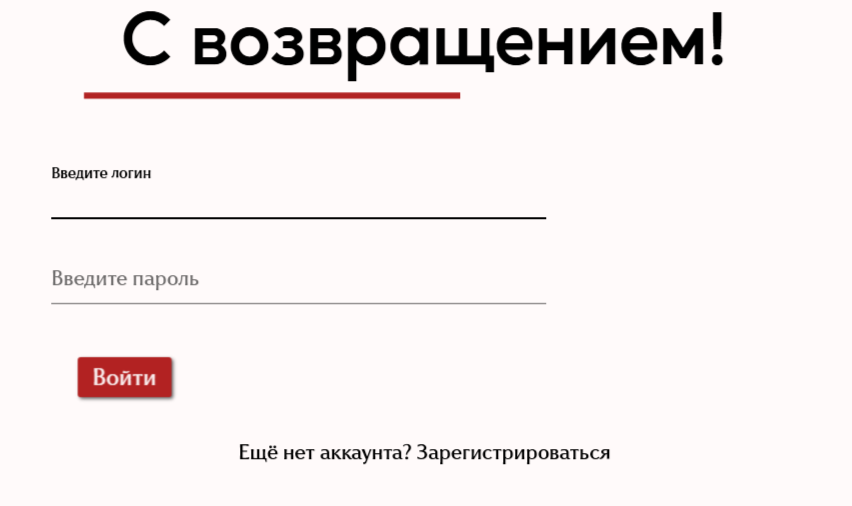 С возвращением!
Введите логин
Введите пароль
Войти
Ещё нет аккаунта? Зарегистрироваться